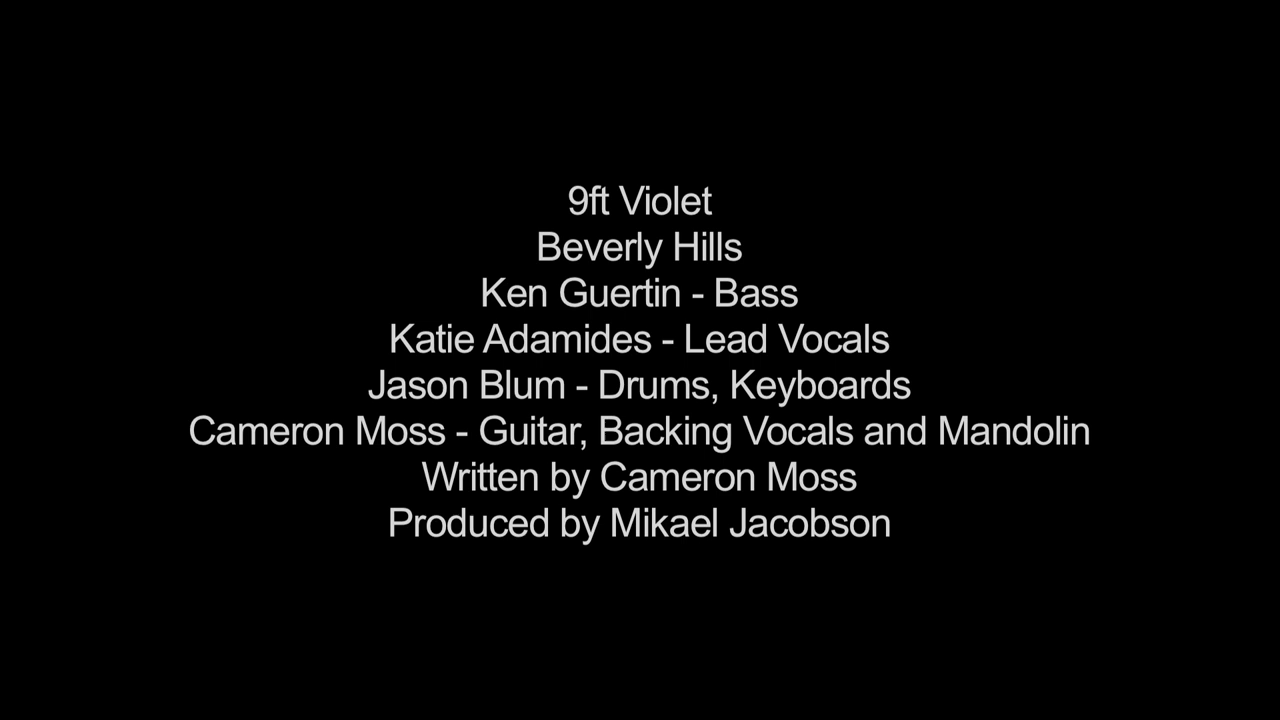 9ft Violet
Beverly Hills
Ken Guertin - Bass
Katie Adamides - Lead Vocals
Jason Blum - Drums, Keyboards
Cameron Moss - Guitar, Backing Vocals and Mandolin
Written by Cameron Moss
Produced by Mikael Jacobson